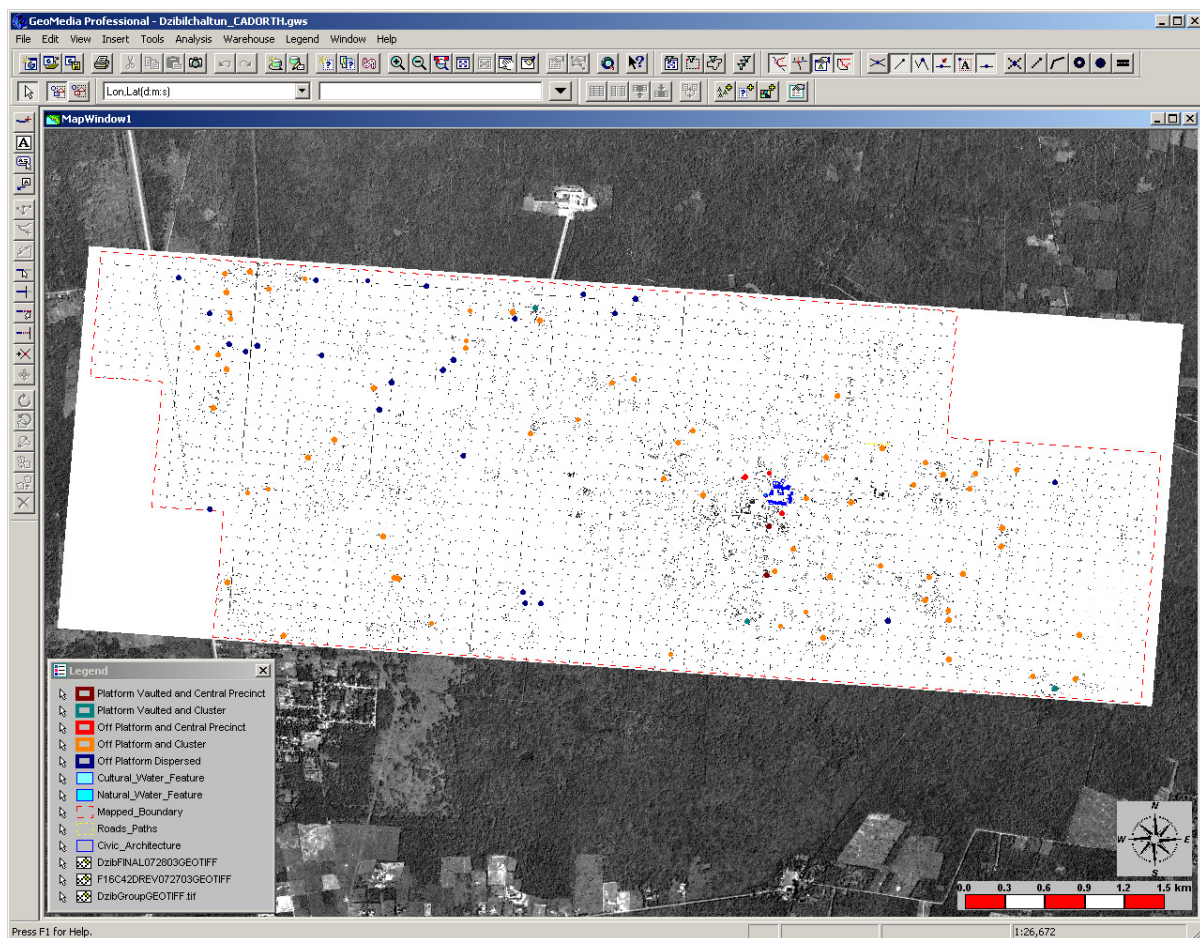 GeoMedia Professional - Dzibilchaltun_CADORTH.gws
File Edit View Insert Tools Analysis Warehouse Legend Window Help
Lon,Lat(d:m:s)
MapWindow1
A
Legend
Platform Vaulted and Central Precinct
Platform Vaulted and Cluster
Off Platform and Central Precinct
Off Platform and Cluster
Off Platform Dispersed
Cultural_Water_Feature
Natural_Water_Feature
Mapped_Boundary
Roads_Paths
Civic_Architecture
DzibFINAL072803GEOTIFF
F16C42DREV072703GEOTIFF
DzibGroupGEOTIFF.tif
N
W E
S
0.0 0.3 0.6 0.9 1.2 1.5 km
Press F1 for Help.
1:26,672